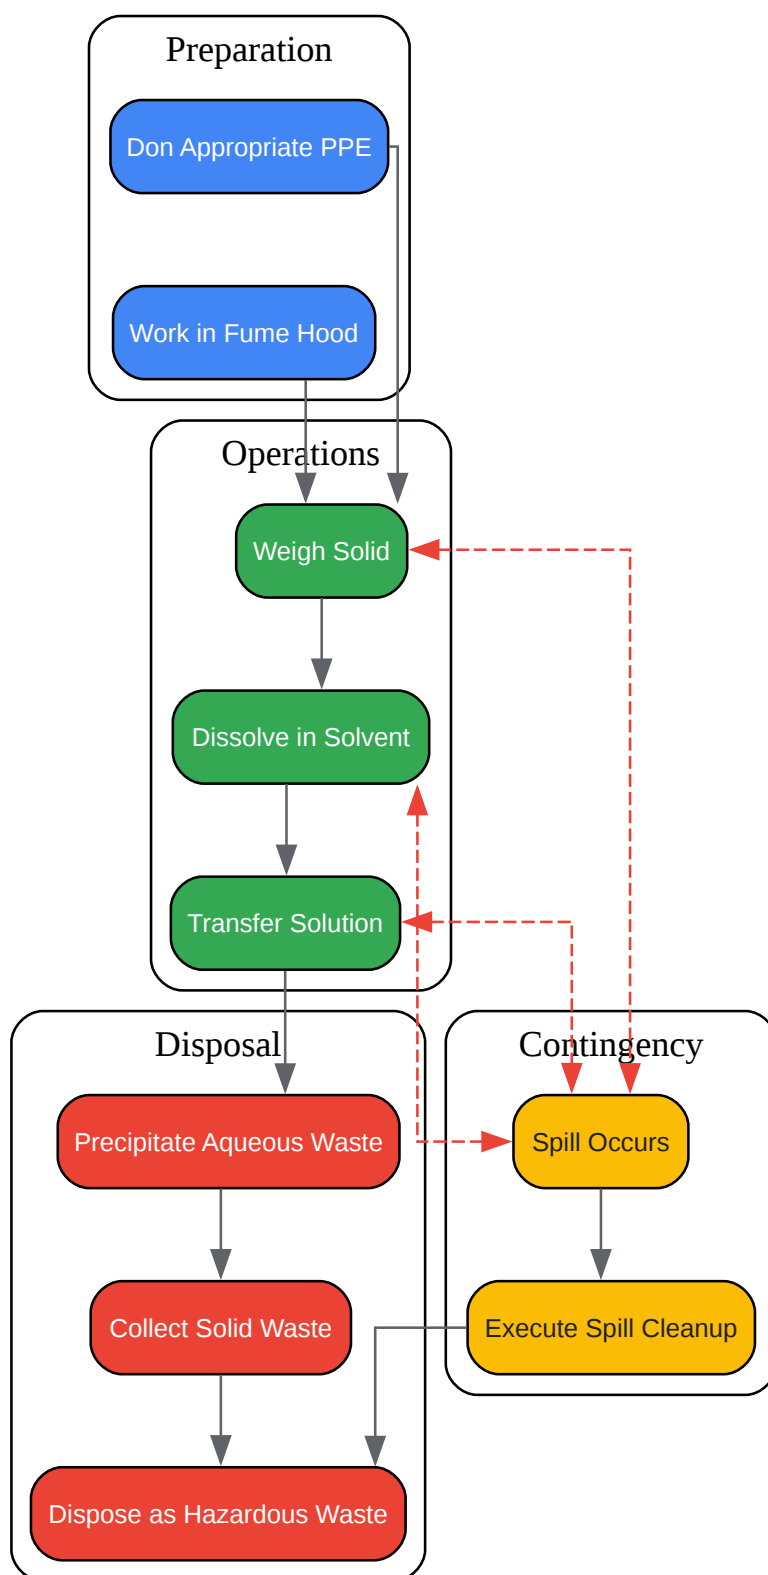 Preparation
Don Appropriate PPE
Work in Fume Hood
Operations
Weigh Solid
Dissolve in Solvent
Transfer Solution
Disposal
Precipitate Aqueous Waste
Collect Solid Waste
Dispose as Hazardous Waste
Contingency
Spill Occurs
Execute Spill Cleanup